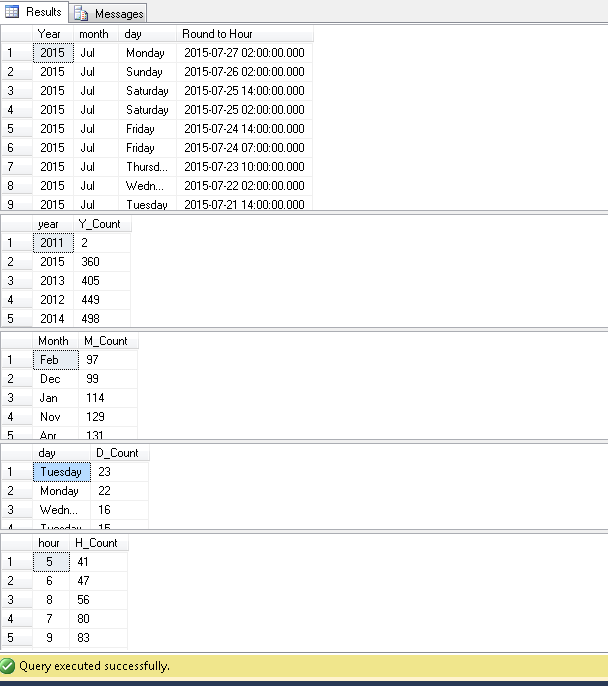 Results Messages
Year month day Round to Hour
1 2015 Jul Monday 2015-07-27 02:00:00.000
2 2015 Jul Sunday 2015-07-26 02:00:00.000
3 2015 Jul Saturday 2015-07-25 14:00:00.000
4 2015 Jul Saturday 2015-07-25 02:00:00.000
5 2015 Jul Friday 2015-07-24 14:00:00.000
6 2015 Jul Friday 2015-07-24 07:00:00.000
7 2015 Jul Thursd... 2015-07-23 10:00:00.000
8 2015 Jul Wedn... 2015-07-22 02:00:00.000
9 2015 Jul Tuesday 2015-07-21 14:00:00.000
year Y_Count
1 2011 2
2 2015 360
3 2013 405
4 2012 449
5 2014 498
Month M_Count
1 Feb 97
2 Dec 99
3 Jan 114
4 Nov 129
5 Apr 131
day D_Count
1 Tuesday 23
2 Monday 22
3 Wedn... 16
4 Tuesday 15
hour H_Count
1 5 41
2 6 47
3 8 56
4 7 80
5 9 83
Query executed successfully.